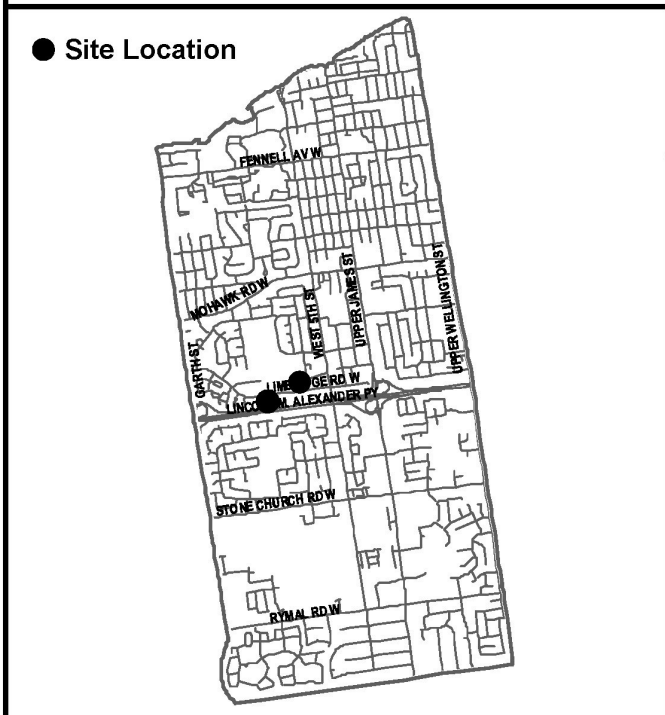 Site Location
FENNELL AV W
MOHAWK RD W
WEST 5TH ST
UPPER JAMES ST
UPPER WELLINGTON ST
GARTH ST
RD W
ALEXANDER PY
STONE CHURCH RD W
RYMAL RD W